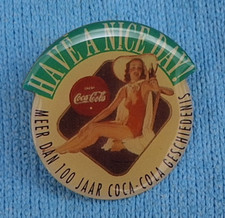 HAVE A NICE DAY!
Coca-Cola
MEER DAN 100 JAAR COCA-COLA GESCHIEDENIS